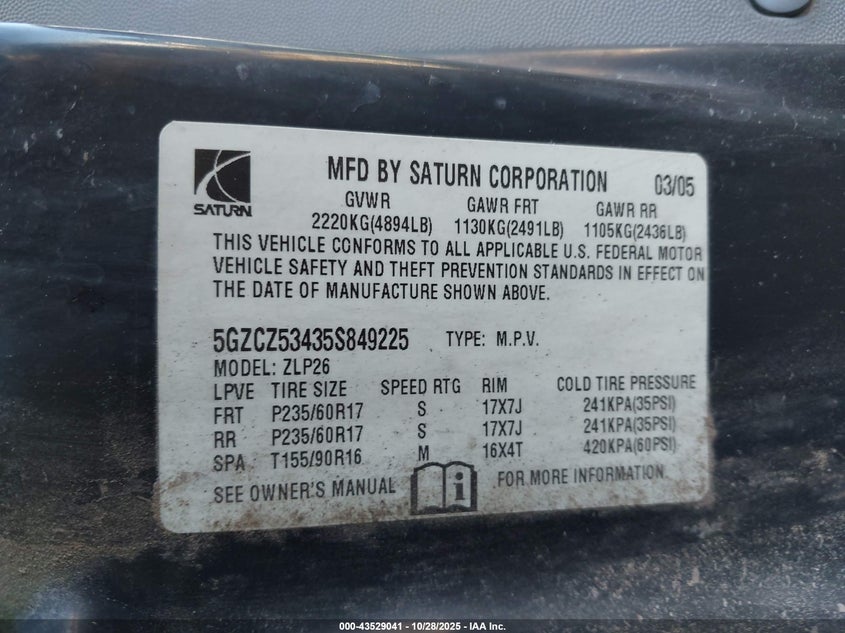 SATURN
MFD BY SATURN CORPORATION 03/05
GVWR GAWR FRT GAWR RR
2220KG(4894LB) 1130KG(2491LB) 1105KG(2436LB)
THIS VEHICLE CONFORMS TO ALL APPLICABLE U.S. FEDERAL MOTOR
VEHICLE SAFETY AND THEFT PREVENTION STANDARDS IN EFFECT ON
THE DATE OF MANUFACTURE SHOWN ABOVE.
5GZCZ53435S849225 TYPE: M.P.V.
MODEL: ZLP26
LPVE TIRE SIZE SPEED RTG RIM COLD TIRE PRESSURE
FRT P235/60R17 S 17X7J 241KPA(35PSI)
RR P235/60R17 S 17X7J 241KPA(35PSI)
SPA T155/90R16 M 16X4T 420KPA(60PSI)
SEE OWNER'S MANUAL i FOR MORE INFORMATION
000-43529041 | 10/28/2025 - IAA Inc.